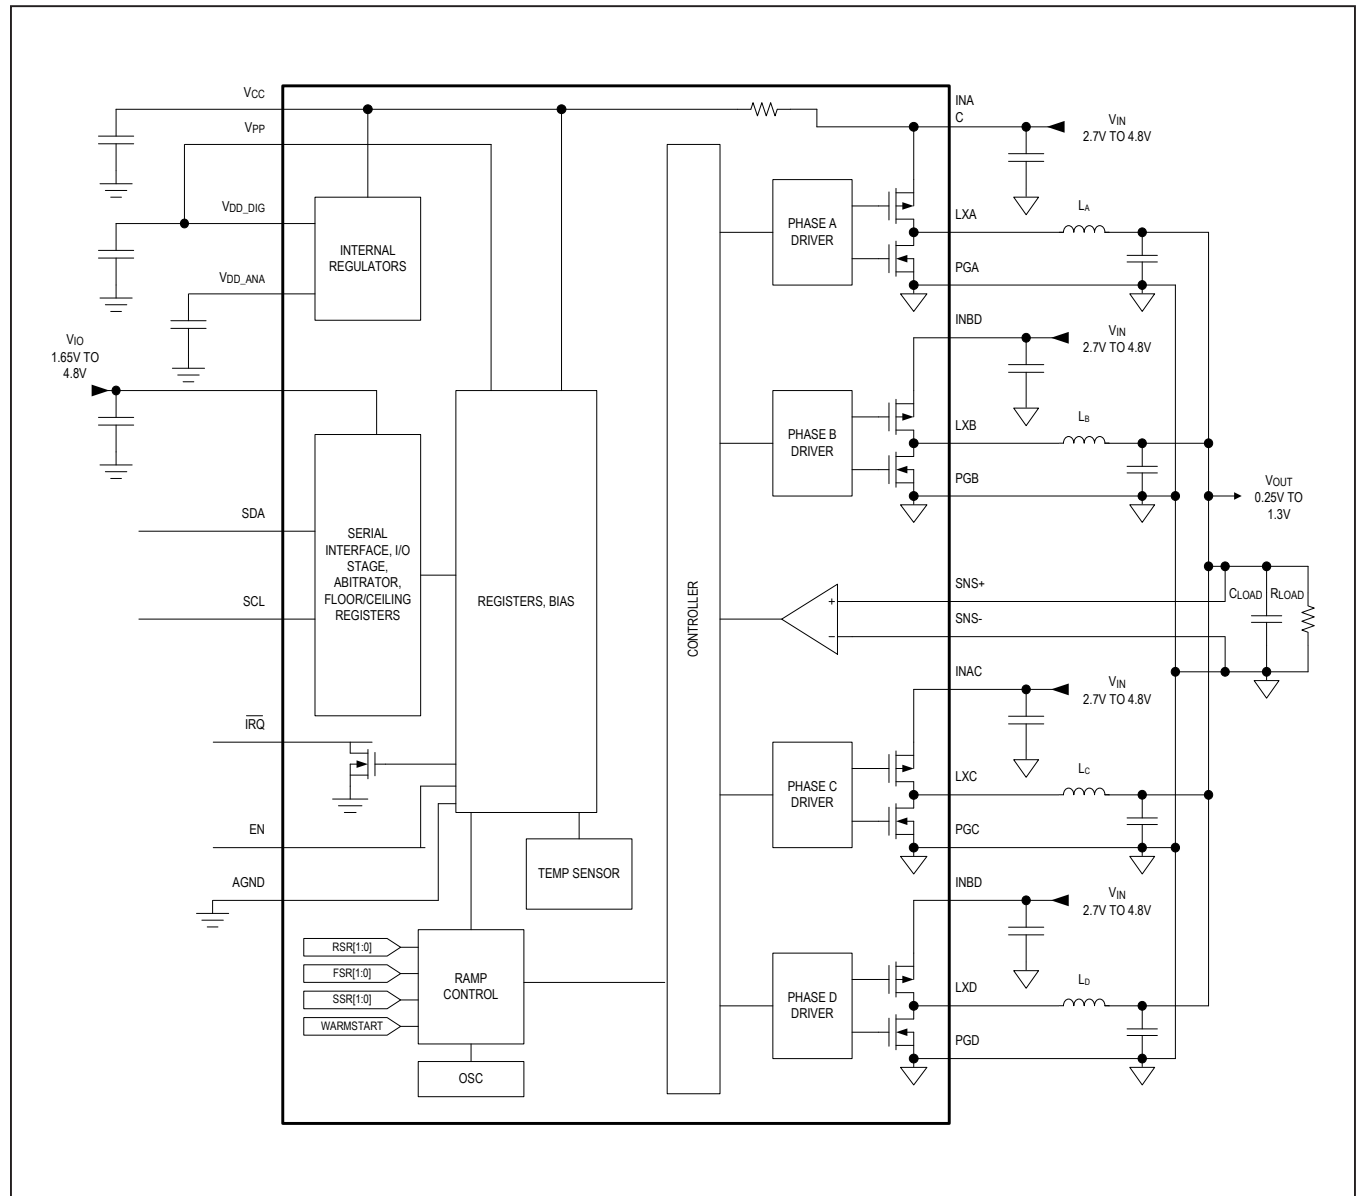 VCC
VPP
VDD_DIG
VDD_ANA
VIO
1.65V TO
4.8V
SDA
SCL
IRQ
EN
AGND
INTERNAL
REGULATORS
SERIAL
INTERFACE, I/O
STAGE,
ABITRATOR,
FLOOR/CEILING
REGISTERS
REGISTERS, BIAS
TEMP SENSOR
RSR[1:0]
FSR[1:0]
SSR[1:0]
WARMSTART
RAMP
CONTROL
OSC
CONTROLLER
PHASE A
DRIVER
PHASE B
DRIVER
PHASE C
DRIVER
PHASE D
DRIVER
+
−
INA
C
VIN
2.7V TO 4.8V
LXA
LA
PGA
INBD
VIN
2.7V TO 4.8V
LXB
LB
PGB
VOUT
0.25V TO
1.3V
SNS+
SNS-
CLOAD
RLOAD
INAC
VIN
2.7V TO 4.8V
LXC
LC
PGC
INBD
VIN
2.7V TO 4.8V
LXD
LD
PGD